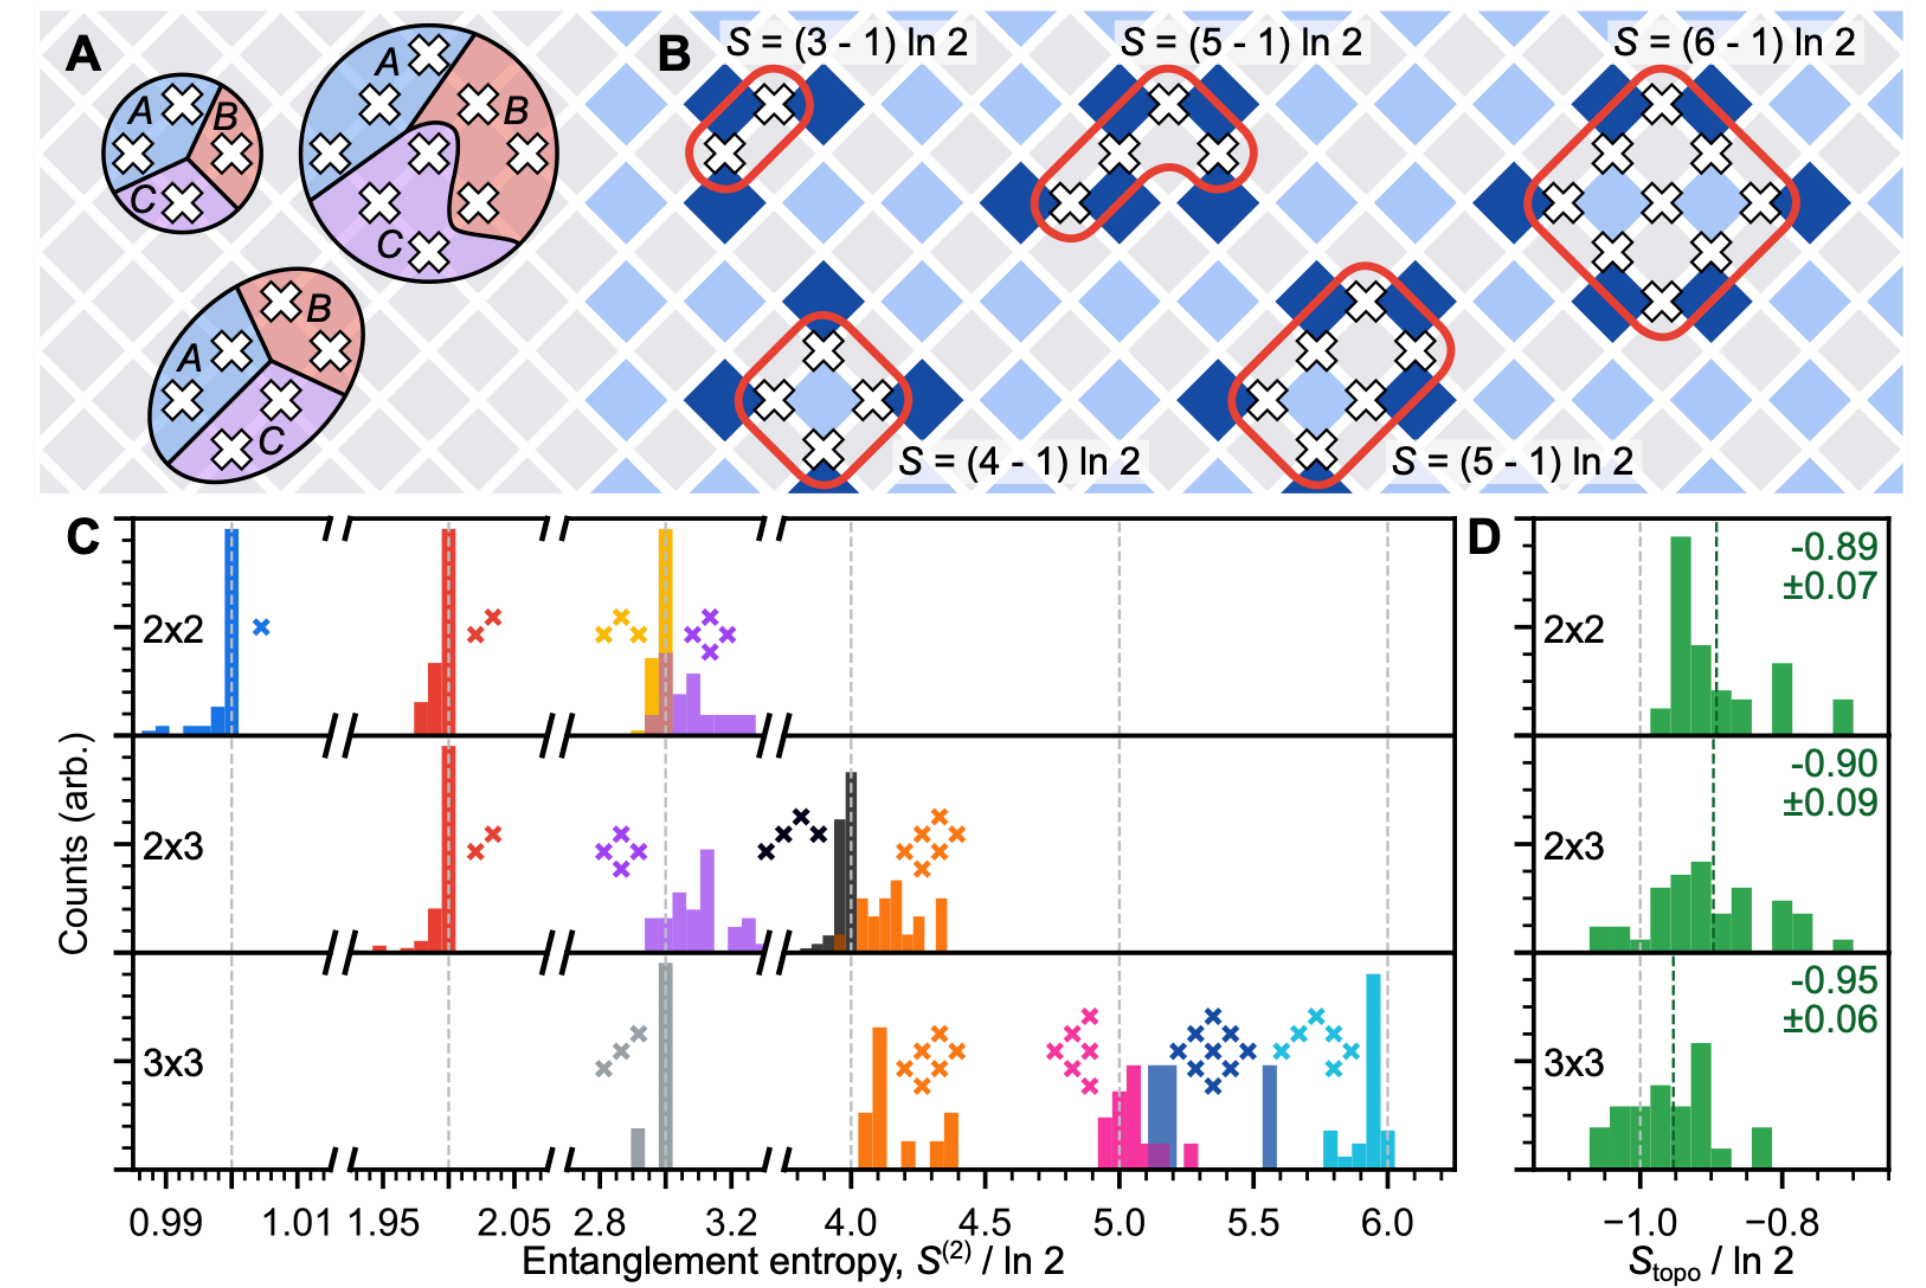 A
A
B
C
A
B
C
A
B
C
B
S = (3 - 1) ln 2
S = (5 - 1) ln 2
S = (6 - 1) ln 2
S = (4 - 1) ln 2
S = (5 - 1) ln 2
C
2x2
2x3
3x3
Counts (arb.)
0.99 1.01 1.95 2.05 2.8 3.2 4.0 4.5 5.0 5.5 6.0
Entanglement entropy, S⁽²⁾ / ln 2
D
-0.89
±0.07
2x2
-0.90
±0.09
2x3
-0.95
±0.06
3x3
−1.0 −0.8
Sₜₒₚₒ / ln 2